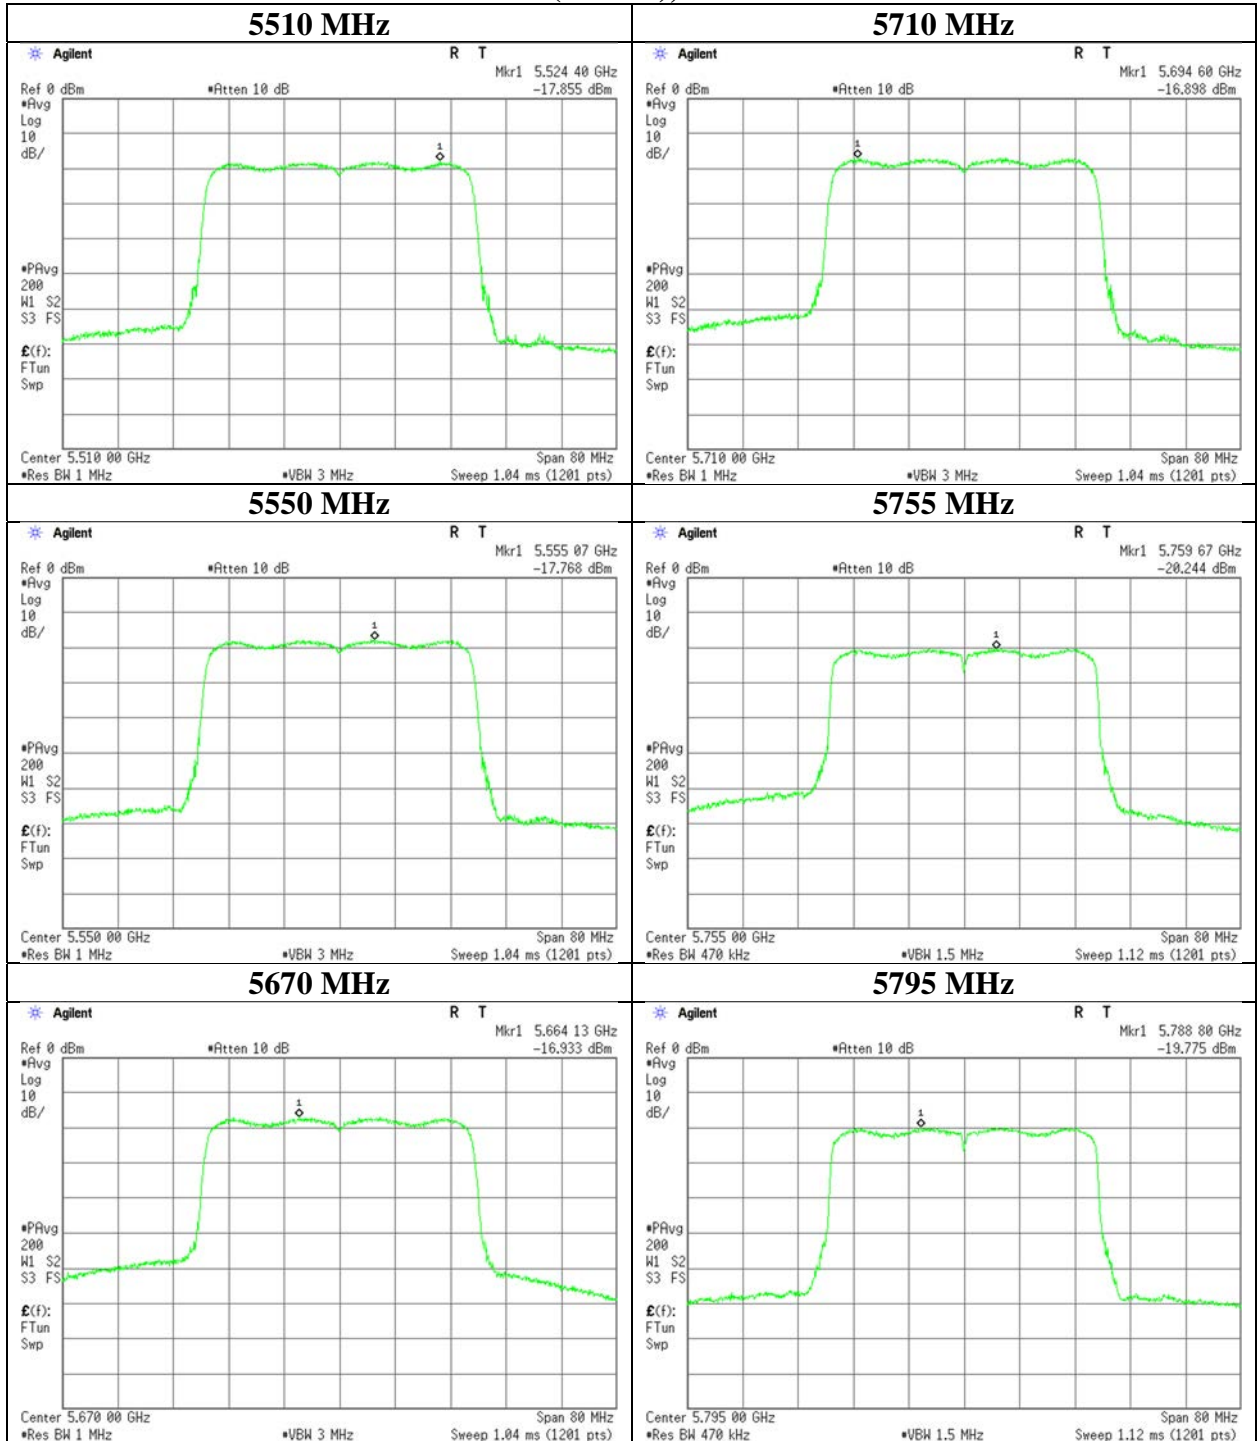 5510 MHz
Agilent R T
Mkr1 5.524 40 GHz
Ref 0 dBm #Atten 10 dB -17.855 dBm
#Avg
Log
10
dB/
1
#PAvg
200
W1 S2
S3 FS
£(f):
FTun
Swp
Center 5.510 00 GHz Span 80 MHz
#Res BW 1 MHz #VBW 3 MHz Sweep 1.04 ms (1201 pts)
5710 MHz
Agilent R T
Mkr1 5.694 60 GHz
Ref 0 dBm #Atten 10 dB -16.898 dBm
#Avg
Log
10
dB/
1
#PAvg
200
W1 S2
S3 FS
£(f):
FTun
Swp
Center 5.710 00 GHz Span 80 MHz
#Res BW 1 MHz #VBW 3 MHz Sweep 1.04 ms (1201 pts)
5550 MHz
Agilent R T
Mkr1 5.555 07 GHz
Ref 0 dBm #Atten 10 dB -17.768 dBm
#Avg
Log
10
dB/
1
#PAvg
200
W1 S2
S3 FS
£(f):
FTun
Swp
Center 5.550 00 GHz Span 80 MHz
#Res BW 1 MHz #VBW 3 MHz Sweep 1.04 ms (1201 pts)
5755 MHz
Agilent R T
Mkr1 5.759 67 GHz
Ref 0 dBm #Atten 10 dB -20.244 dBm
#Avg
Log
10
dB/
1
#PAvg
200
W1 S2
S3 FS
£(f):
FTun
Swp
Center 5.755 00 GHz Span 80 MHz
#Res BW 470 kHz #VBW 1.5 MHz Sweep 1.12 ms (1201 pts)
5670 MHz
Agilent R T
Mkr1 5.664 13 GHz
Ref 0 dBm #Atten 10 dB -16.933 dBm
#Avg
Log
10
dB/
1
#PAvg
200
W1 S2
S3 FS
£(f):
FTun
Swp
Center 5.670 00 GHz Span 80 MHz
#Res BW 1 MHz #VBW 3 MHz Sweep 1.04 ms (1201 pts)
5795 MHz
Agilent R T
Mkr1 5.788 80 GHz
Ref 0 dBm #Atten 10 dB -19.775 dBm
#Avg
Log
10
dB/
1
#PAvg
200
W1 S2
S3 FS
£(f):
FTun
Swp
Center 5.795 00 GHz Span 80 MHz
#Res BW 470 kHz #VBW 1.5 MHz Sweep 1.12 ms (1201 pts)